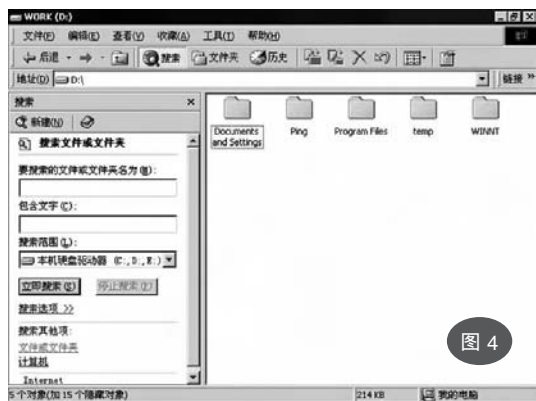 WORK (D:)
文件(F) 编辑(E) 查看(V) 收藏(A) 工具(T) 帮助(H)
后退 搜索 文件夹 历史
地址(D) D:\ 链接 »
搜索 ×
新建(N)
搜索文件或文件夹
要搜索的文件或文件夹名为(M):
包含文字(C):
搜索范围(L):
本机硬盘驱动器 (C:,D:,E:)
立即搜索(S) 停止搜索(P)
搜索选项 >>
搜索其他项:
文件或文件夹
计算机
Internet
Documents and Settings
Ping
Program Files
temp
WINNT
图 4
5 个对象(加 15 个隐藏对象) 214 KB 我的电脑